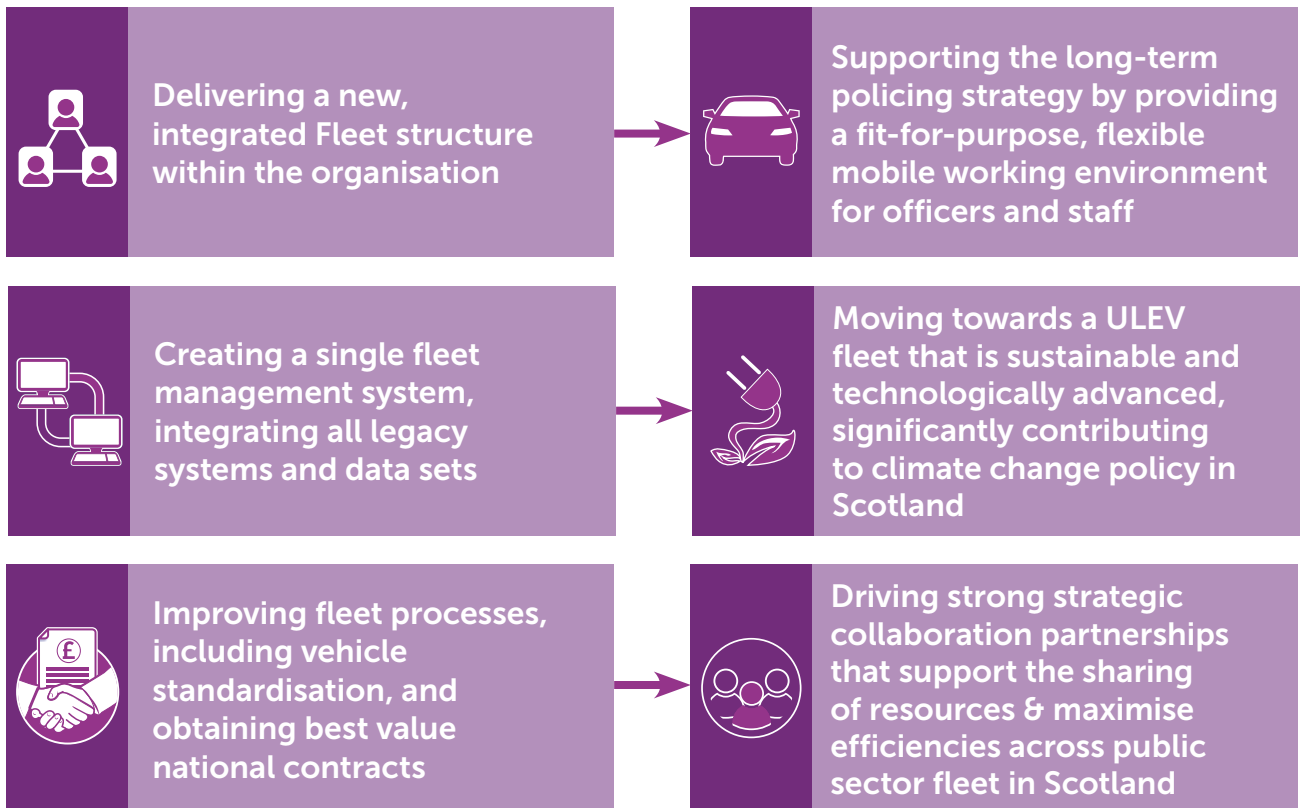 Delivering a new,
integrated Fleet structure
within the organisation
Supporting the long-term
policing strategy by providing
a fit-for-purpose, flexible
mobile working environment
for officers and staff
Creating a single fleet
management system,
integrating all legacy
systems and data sets
Moving towards a ULEV
fleet that is sustainable and
technologically advanced,
significantly contributing
to climate change policy in
Scotland
£
Improving fleet processes,
including vehicle
standardisation, and
obtaining best value
national contracts
Driving strong strategic
collaboration partnerships
that support the sharing
of resources & maximise
efficiencies across public
sector fleet in Scotland